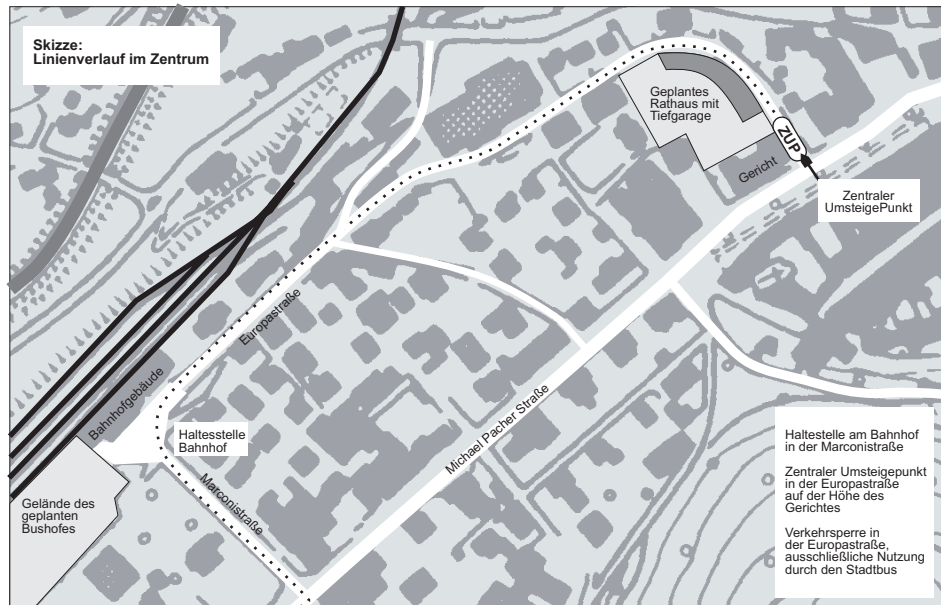 Skizze:
Linienverlauf im Zentrum
Geplantes
Rathaus mit
Tiefgarage
ZUP
Gericht
Zentraler
UmsteigePunkt
Europastraße
Bahnhofgebäude
Haltesstelle
Bahnhof
Michael Pacher Straße
Marconistraße
Gelände des
geplanten
Bushofes
Haltestelle am Bahnhof
in der Marconistraße
Zentraler Umsteigepunkt
in der Europastraße
auf der Höhe des
Gerichtes
Verkehrsperre in
der Europastraße,
ausschließliche Nutzung
durch den Stadtbus